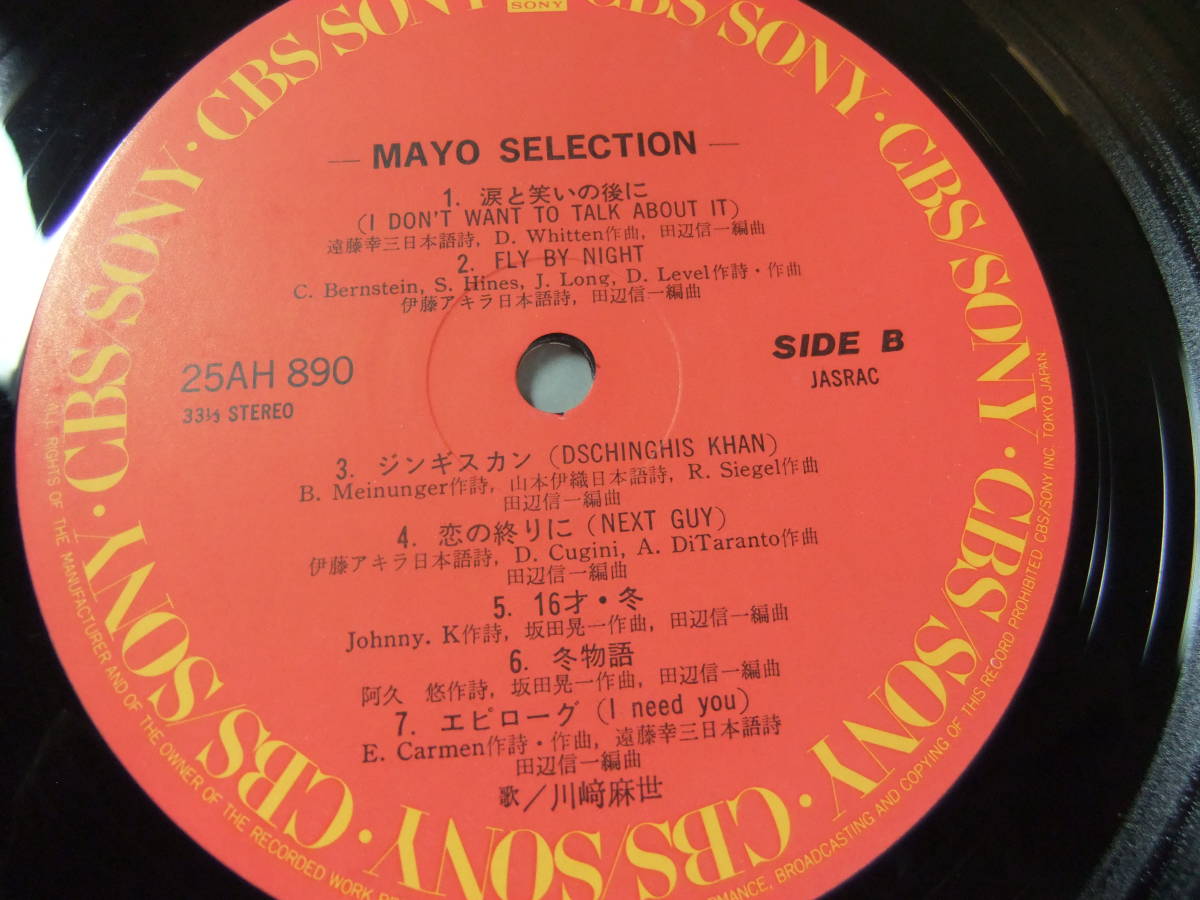 SONY
CBS/SONY · CBS/SONY · CBS/SONY · CBS/SONY · CBS/SONY · CBS/SONY · CBS/SONY · CBS/SONY
— MAYO SELECTION —
1. 涙と笑いの後に
(I DON'T WANT TO TALK ABOUT IT)
遠藤幸三日本語詩, D. Whitten作曲, 田辺信一編曲
2. FLY BY NIGHT
C. Bernstein, S. Hines, J. Long, D. Level作詩・作曲
伊藤アキラ日本語詩, 田辺信一編曲
25AH 890
33⅓ STEREO
SIDE B
JASRAC
3. ジンギスカン (DSCHINGHIS KHAN)
B. Meinunger作詩, 山本伊織日本語詩, R. Siegel作曲
田辺信一編曲
4. 恋の終りに (NEXT GUY)
伊藤アキラ日本語詩, D. Cugini, A. DiTaranto作曲
田辺信一編曲
5. 16才・冬
Johnny. K作詩, 坂田晃一作曲, 田辺信一編曲
6. 冬物語
阿久 悠作詩, 坂田晃一作曲, 田辺信一編曲
7. エピローグ (I need you)
E. Carmen作詩・作曲, 遠藤幸三日本語詩
田辺信一編曲
歌／川﨑麻世
ALL RIGHTS OF THE MANUFACTURER AND OF THE OWNER OF THE RECORDED WORK
BROADCASTING AND COPYING OF THIS RECORD PROHIBITED CBS/SONY INC. TOKYO JAPAN.